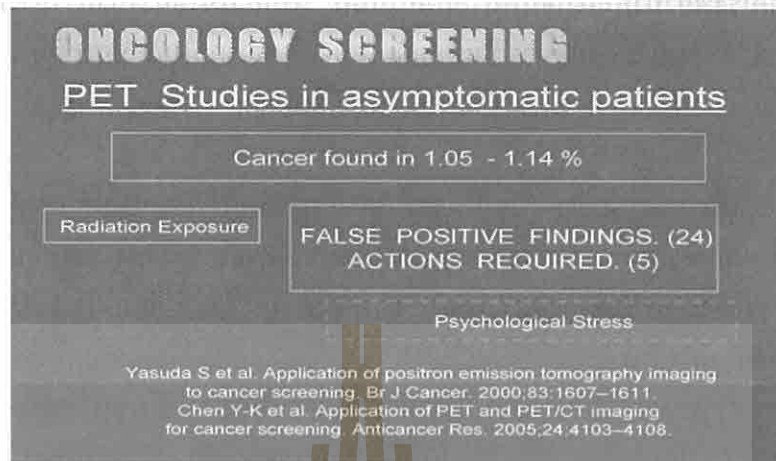 ONCOLOGY SCREENING
PET Studies in asymptomatic patients
Cancer found in 1.05 - 1.14 %
Radiation Exposure
FALSE POSITIVE FINDINGS. (24)
ACTIONS REQUIRED. (5)
Psychological Stress
Yasuda S et al. Application of positron emission tomography imaging
to cancer screening. Br J Cancer. 2000;83:1607–1611.
Chen Y-K et al. Application of PET and PET/CT imaging
for cancer screening. Anticancer Res. 2005;24:4103–4108.